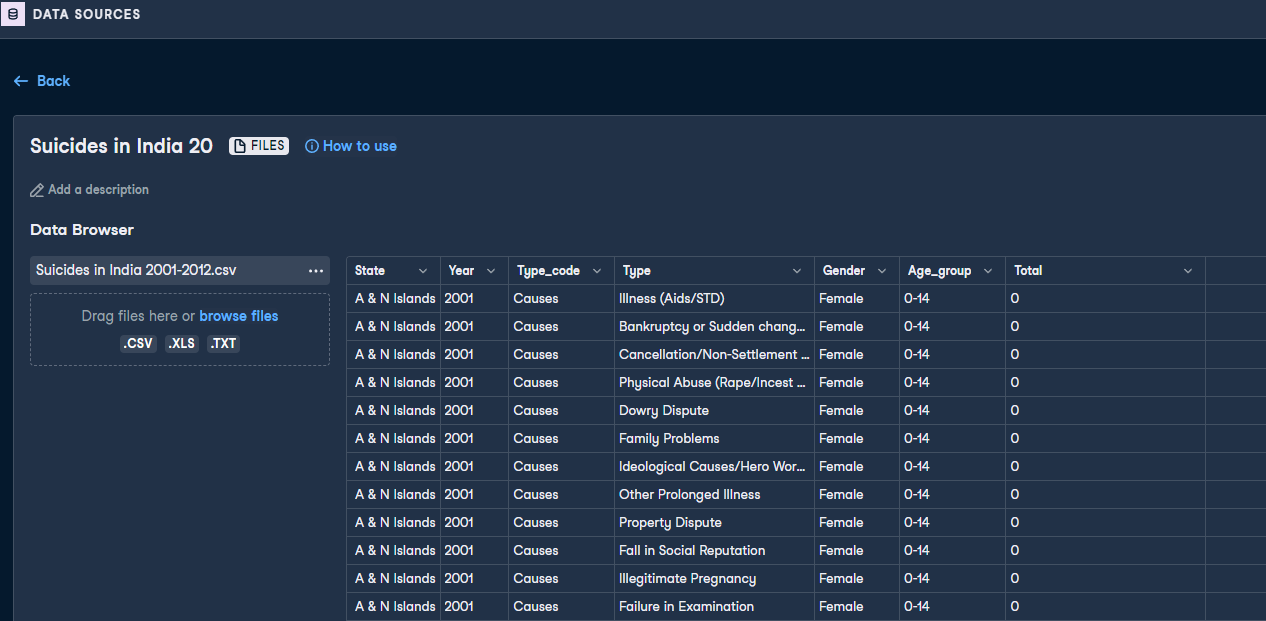 DATA SOURCES
Back
Suicides in India 20 FILES How to use
Add a description
Data Browser
Suicides in India 2001-2012.csv ...
Drag files here or browse files
.CSV .XLS .TXT
State Year Type_code Type Gender Age_group Total
A & N Islands 2001 Causes Illness (Aids/STD) Female 0-14 0
A & N Islands 2001 Causes Bankruptcy or Sudden chang... Female 0-14 0
A & N Islands 2001 Causes Cancellation/Non-Settlement ... Female 0-14 0
A & N Islands 2001 Causes Physical Abuse (Rape/Incest ... Female 0-14 0
A & N Islands 2001 Causes Dowry Dispute Female 0-14 0
A & N Islands 2001 Causes Family Problems Female 0-14 0
A & N Islands 2001 Causes Ideological Causes/Hero Wor... Female 0-14 0
A & N Islands 2001 Causes Other Prolonged Illness Female 0-14 0
A & N Islands 2001 Causes Property Dispute Female 0-14 0
A & N Islands 2001 Causes Fall in Social Reputation Female 0-14 0
A & N Islands 2001 Causes Illegitimate Pregnancy Female 0-14 0
A & N Islands 2001 Causes Failure in Examination Female 0-14 0